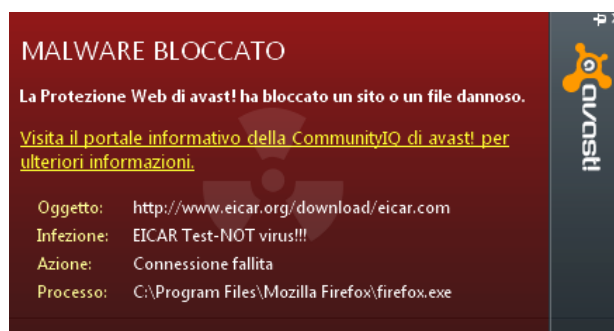 MALWARE BLOCCATO
La Protezione Web di avast! ha bloccato un sito o un file dannoso.
Visita il portale informativo della CommunityIQ di avast! per
ulteriori informazioni.
Oggetto: http://www.eicar.org/download/eicar.com
Infezione: EICAR Test-NOT virus!!!
Azione: Connessione fallita
Processo: C:\Program Files\Mozilla Firefox\firefox.exe
avast!